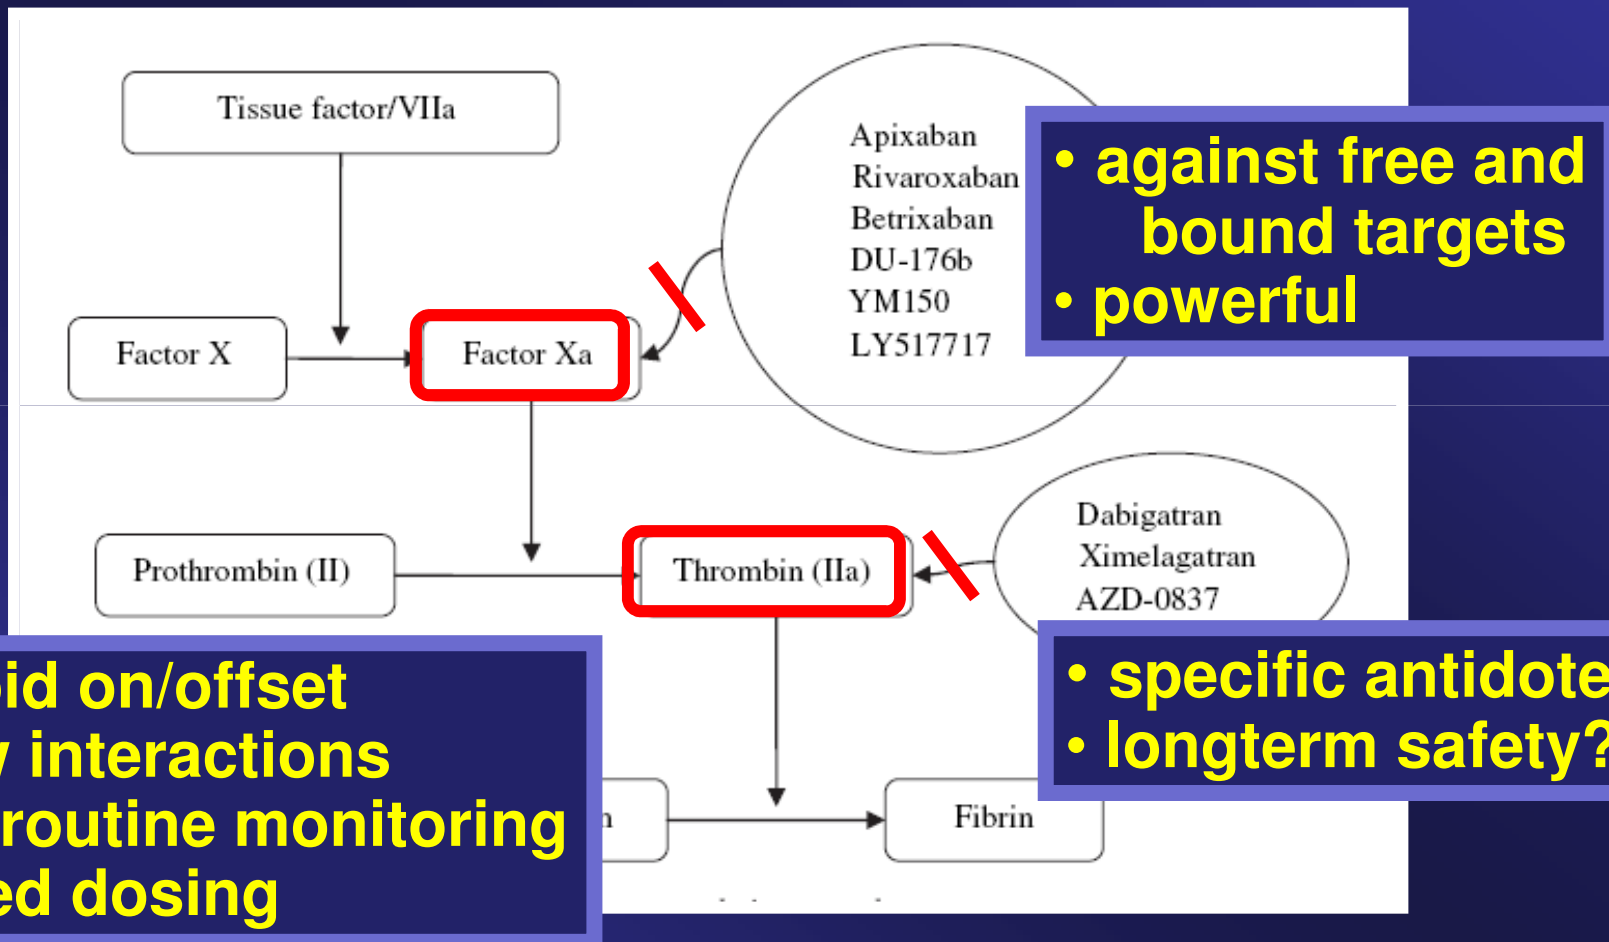 Tissue factor/VIIa
Apixaban
Rivaroxaban
Betrixaban
DU-176b
YM150
LY517717
• against free and
bound targets
• powerful
Factor X
Factor Xa
Prothrombin (II)
Thrombin (IIa)
Dabigatran
Ximelagatran
AZD-0837
• specific antidote
• longterm safety?
on/offset
interactions
routine monitoring
dosing
Fibrin